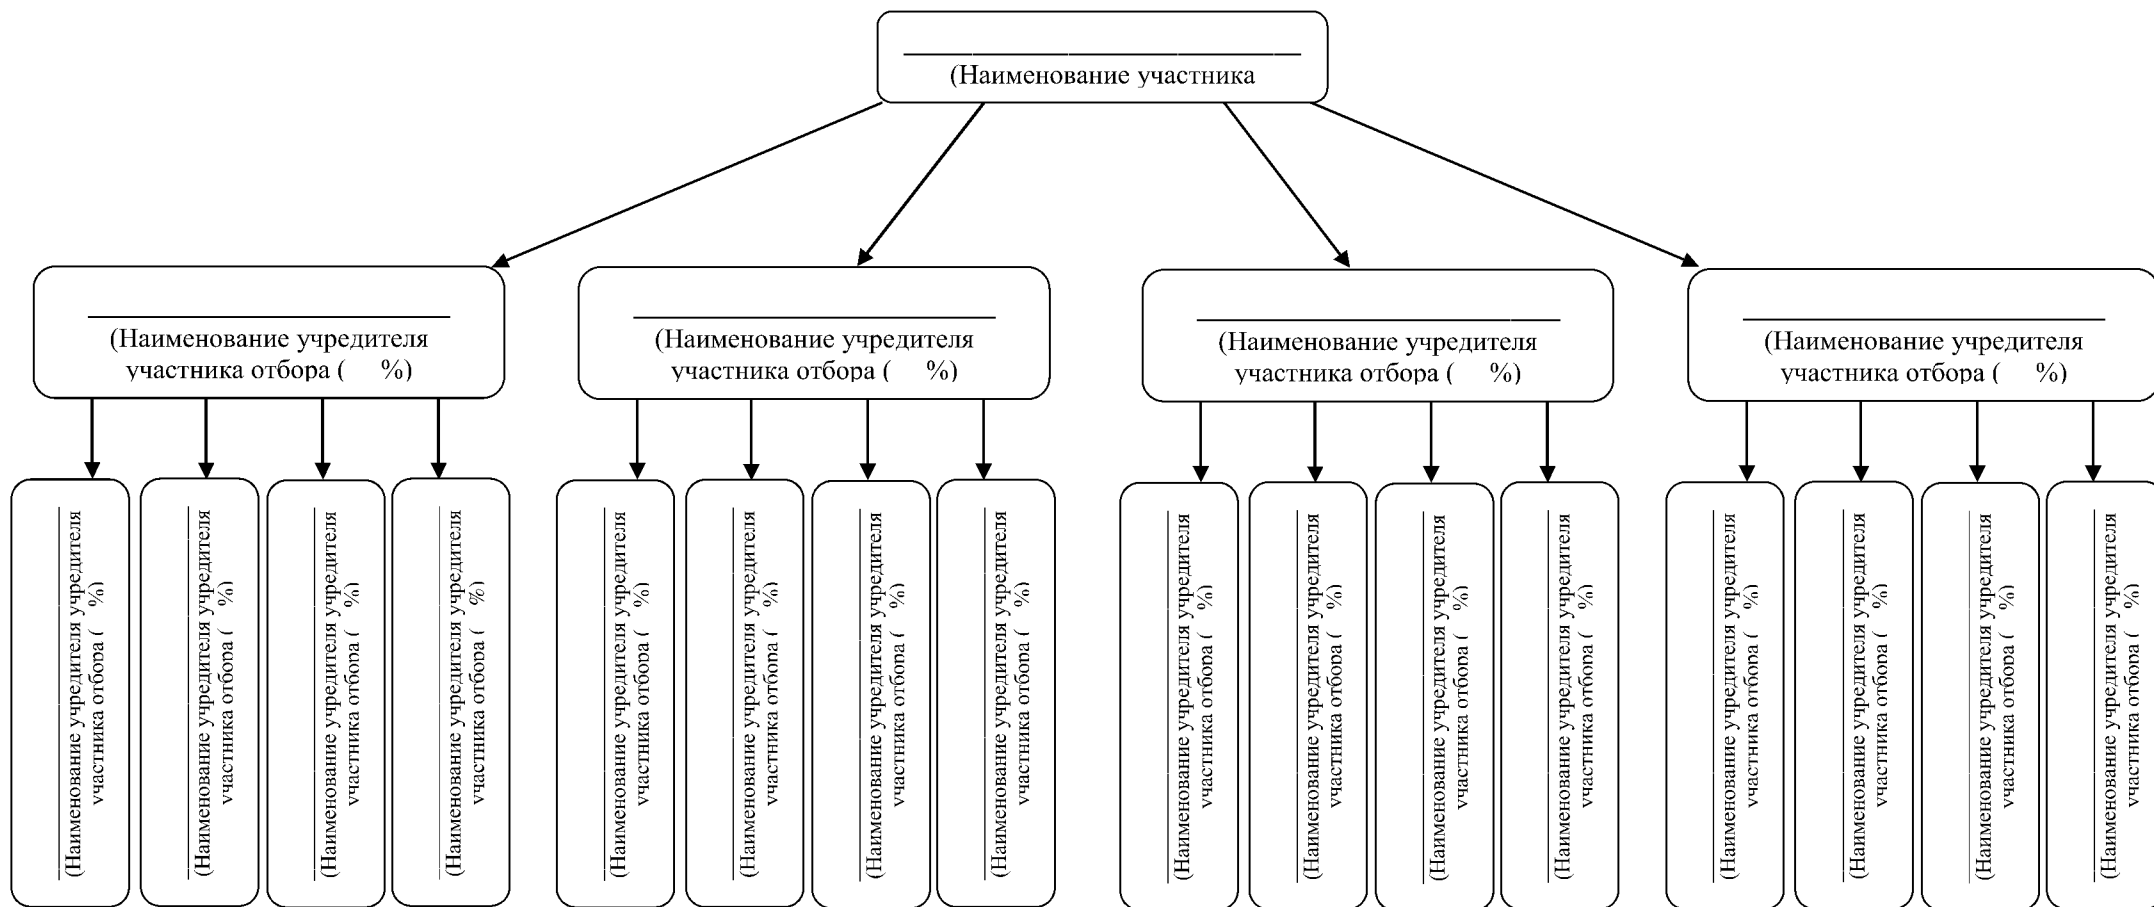 (Наименование участника
(Наименование учредителя
участника отбора ( %)
(Наименование учредителя
участника отбора ( %)
(Наименование учредителя
участника отбора ( %)
(Наименование учредителя
участника отбора ( %)
(Наименование учредителя учредителя
участника отбора ( %)
(Наименование учредителя учредителя
участника отбора ( %)
(Наименование учредителя учредителя
участника отбора ( %)
(Наименование учредителя учредителя
участника отбора ( %)
(Наименование учредителя учредителя
участника отбора ( %)
(Наименование учредителя учредителя
участника отбора ( %)
(Наименование учредителя учредителя
участника отбора ( %)
(Наименование учредителя учредителя
участника отбора ( %)
(Наименование учредителя учредителя
участника отбора ( %)
(Наименование учредителя учредителя
участника отбора ( %)
(Наименование учредителя учредителя
участника отбора ( %)
(Наименование учредителя учредителя
участника отбора ( %)
(Наименование учредителя учредителя
участника отбора ( %)
(Наименование учредителя учредителя
участника отбора ( %)
(Наименование учредителя учредителя
участника отбора ( %)
(Наименование учредителя учредителя
участника отбора ( %)